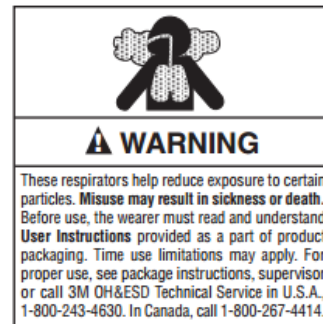 WARNING
These respirators help reduce exposure to certain
particles. Misuse may result in sickness or death.
Before use, the wearer must read and understand
User Instructions provided as a part of product
packaging. Time use limitations may apply. For
proper use, see package instructions, supervisor
or call 3M OH&ESD Technical Service in U.S.A.,
1-800-243-4630. In Canada, call 1-800-267-4414.